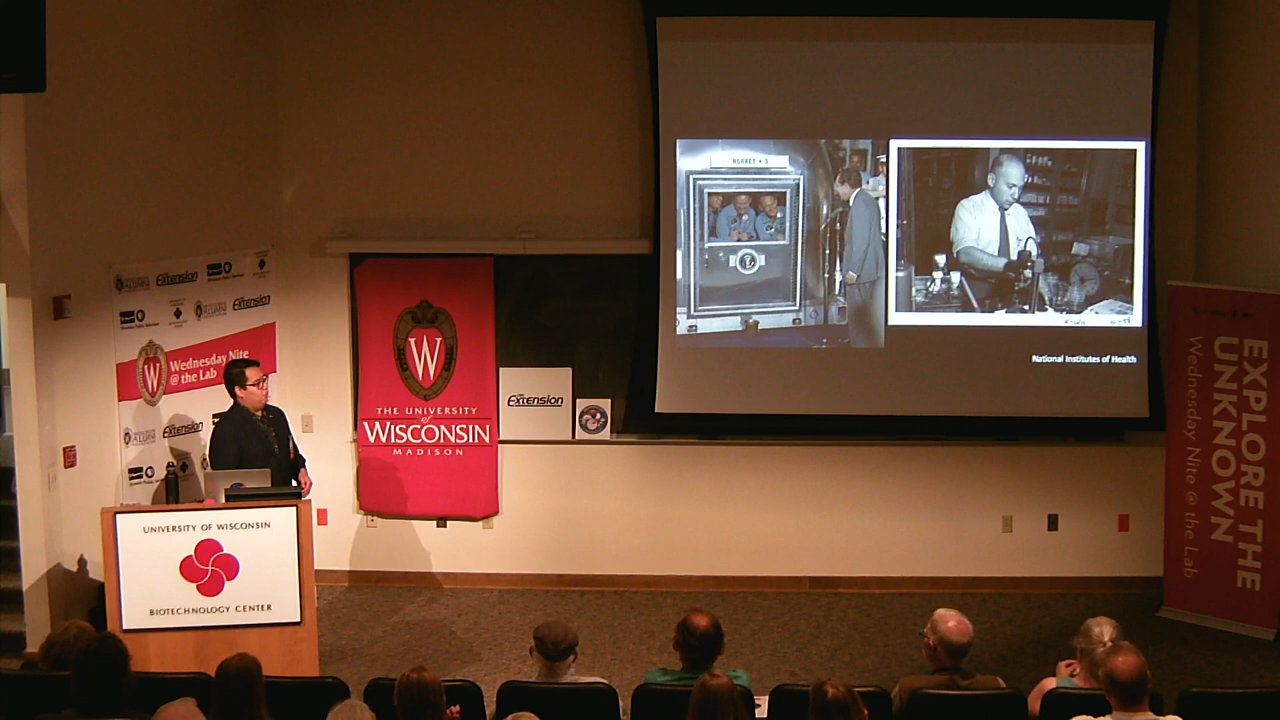 HORNET + 3
National Institutes of Health
Extension
Extension
Wednesday Nite
@ the Lab
W
THE UNIVERSITY
of
WISCONSIN
MADISON
Extension
UNIVERSITY OF WISCONSIN
BIOTECHNOLOGY CENTER
EXPLORE THE
UNKNOWN
Wednesday Nite @ the Lab